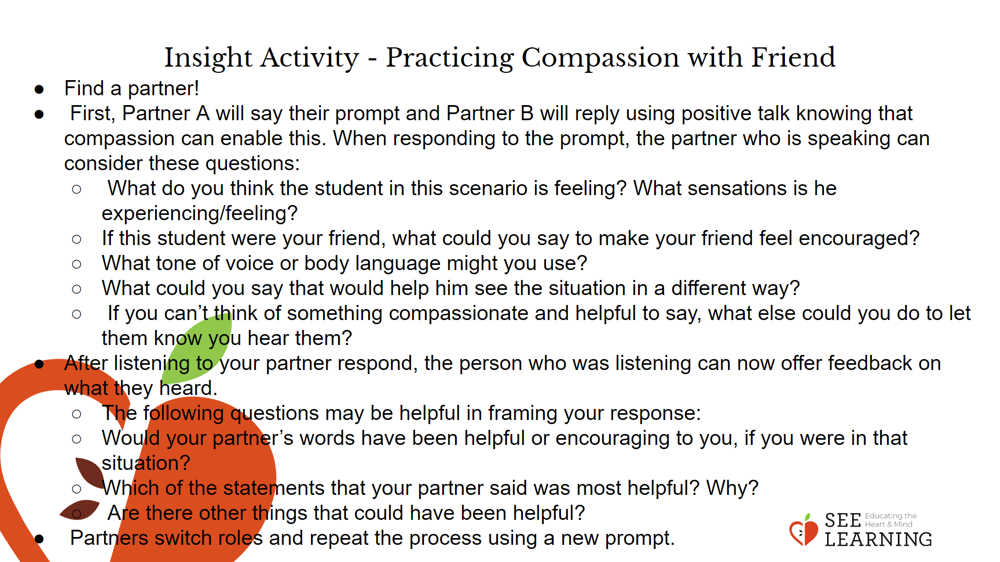 Insight Activity - Practicing Compassion with Friend
● Find a partner!
● First, Partner A will say their prompt and Partner B will reply using positive talk knowing that
compassion can enable this. When responding to the prompt, the partner who is speaking can
consider these questions:
○ What do you think the student in this scenario is feeling? What sensations is he
experiencing/feeling?
○ If this student were your friend, what could you say to make your friend feel encouraged?
○ What tone of voice or body language might you use?
○ What could you say that would help him see the situation in a different way?
○ If you can’t think of something compassionate and helpful to say, what else could you do to let
them know you hear them?
● After listening to your partner respond, the person who was listening can now offer feedback on
what they heard.
○ The following questions may be helpful in framing your response:
○ Would your partner’s words have been helpful or encouraging to you, if you were in that
situation?
○ Which of the statements that your partner said was most helpful? Why?
○ Are there other things that could have been helpful?
● Partners switch roles and repeat the process using a new prompt.
SEE LEARNING
Educating the
Heart & Mind